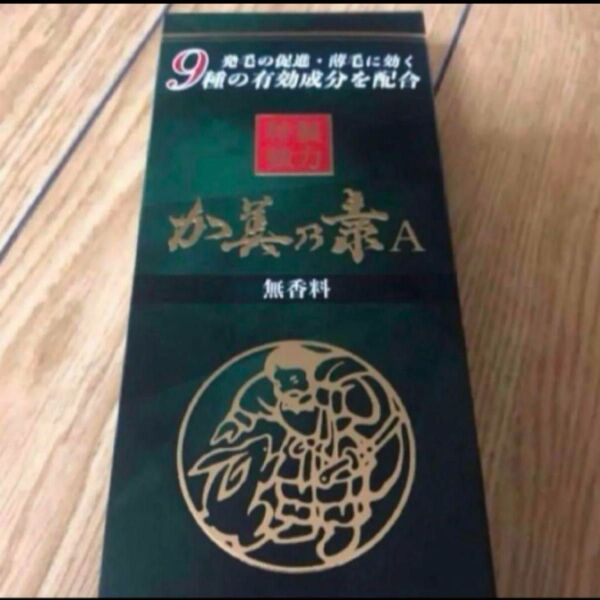 発毛の促進・薄毛に効く
9種の有効成分を配合
加美乃素A
無香料